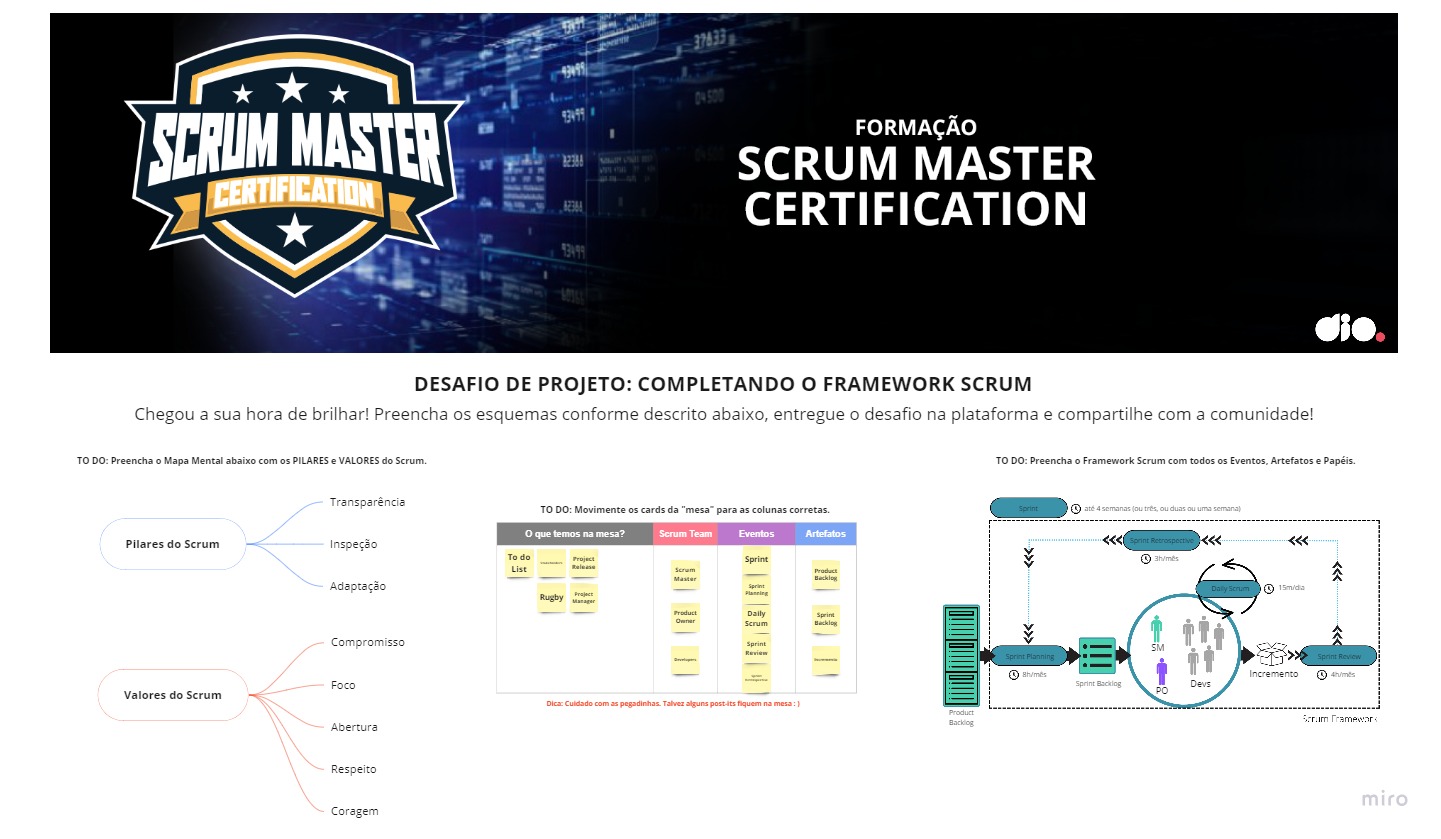 SCRUM MASTER
CERTIFICATION
FORMAÇÃO
SCRUM MASTER
CERTIFICATION
dio.
DESAFIO DE PROJETO: COMPLETANDO O FRAMEWORK SCRUM
Chegou a sua hora de brilhar! Preencha os esquemas conforme descrito abaixo, entregue o desafio na plataforma e compartilhe com a comunidade!
TO DO: Preencha o Mapa Mental abaixo com os PILARES e VALORES do Scrum.
Pilares do Scrum
Transparência
Inspeção
Adaptação
Valores do Scrum
Compromisso
Foco
Abertura
Respeito
Coragem
TO DO: Movimente os cards da "mesa" para as colunas corretas.
O que temos na mesa?
Scrum Team
Eventos
Artefatos
To do
List
Project
Release
Rugby
Project
Manager
Scrum
Master
Product
Owner
Developers
Sprint
Sprint
Planning
Daily
Scrum
Sprint
Review
Sprint Retrospective
Product
Backlog
Sprint
Backlog
Incremento
Dica: Cuidado com as pegadinhas. Talvez alguns post-its fiquem na mesa : )
TO DO: Preencha o Framework Scrum com todos os Eventos, Artefatos e Papéis.
Sprint
até 4 semanas (ou três, ou duas ou uma semana)
Sprint Retrospective
3h/mês
Daily Scrum
15m/dia
SM
PO
Devs
Sprint Planning
8h/mês
Sprint Backlog
Incremento
Sprint Review
4h/mês
Product
Backlog
Scrum Framework
miro